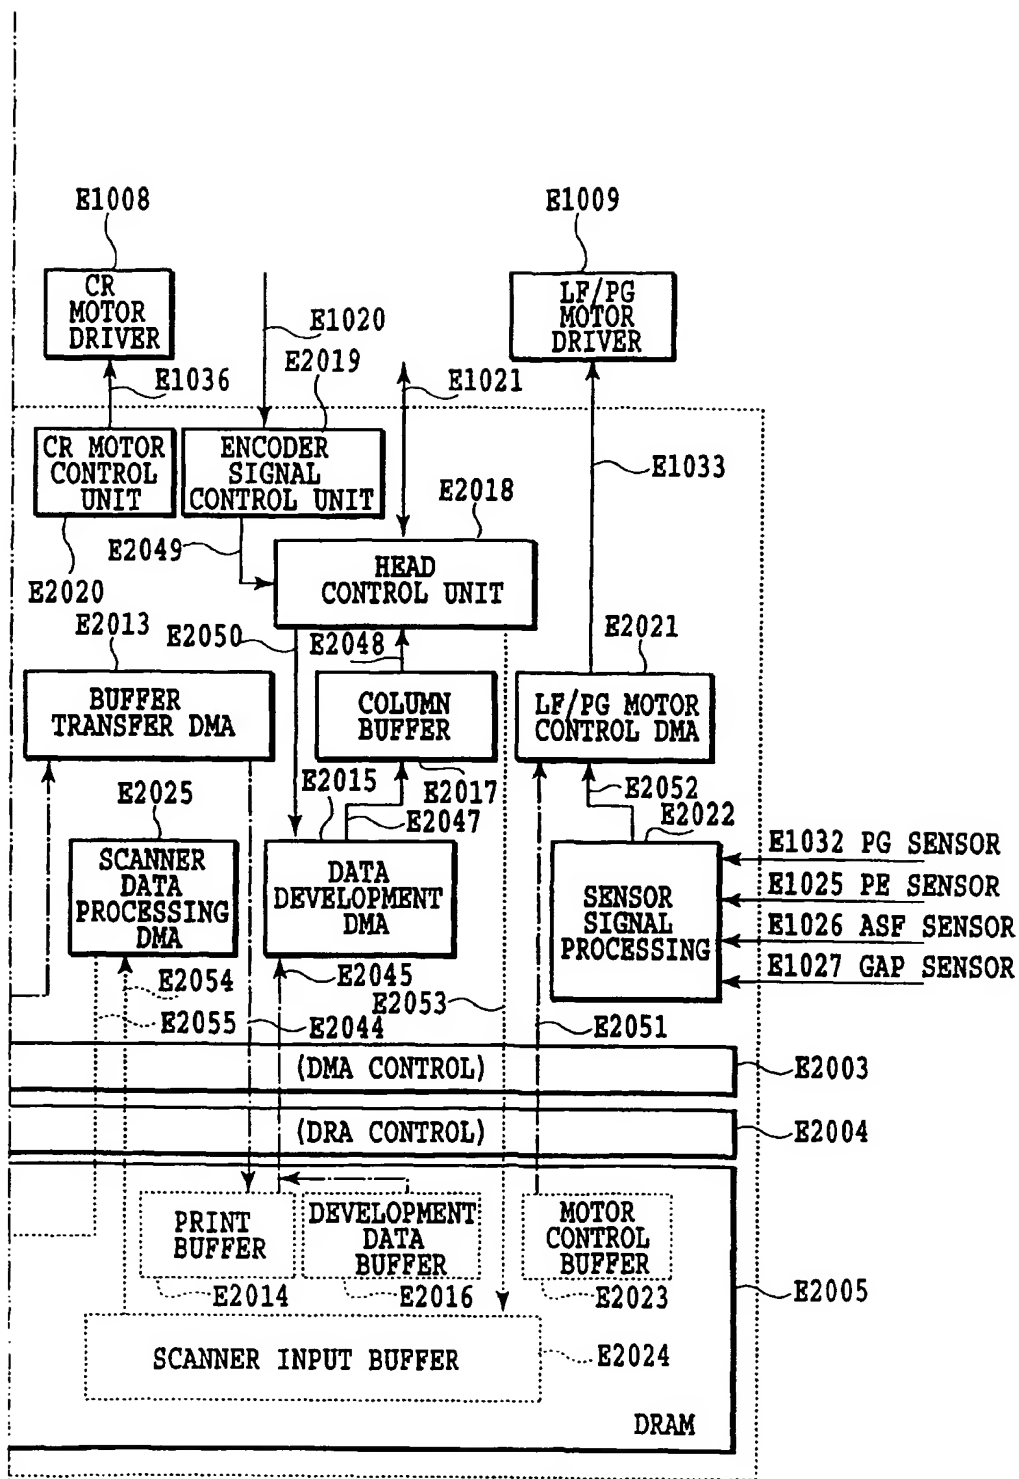 E1008
E1009
CR
MOTOR
DRIVER
LF/PG
MOTOR
DRIVER
E1020
E2019
E1036
E1021
CR MOTOR
CONTROL
UNIT
ENCODER
SIGNAL
CONTROL UNIT
E1033
E2018
E2049
E2020
HEAD
CONTROL UNIT
E2013
E2050
E2048
E2021
BUFFER
TRANSFER DMA
COLUMN
BUFFER
LF/PG MOTOR
CONTROL DMA
E2025
E2015
E2017
E2047
E2052
E2022
SCANNER
DATA
PROCESSING
DMA
DATA
DEVELOPMENT
DMA
SENSOR
SIGNAL
PROCESSING
E1032 PG SENSOR
E1025 PE SENSOR
E1026 ASF SENSOR
E1027 GAP SENSOR
E2054
E2045
E2053
E2055
E2044
E2051
(DMA CONTROL)
E2003
(DRA CONTROL)
E2004
PRINT
BUFFER
DEVELOPMENT
DATA
BUFFER
MOTOR
CONTROL
BUFFER
E2014
E2016
E2023
E2005
SCANNER INPUT BUFFER
E2024
DRAM